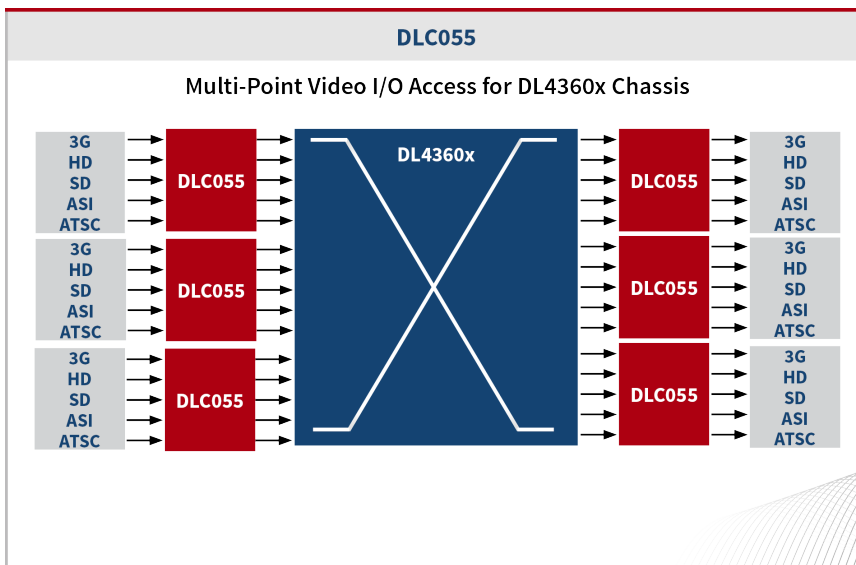 DLC055
Multi-Point Video I/O Access for DL4360x Chassis
3G
HD
SD
ASI
ATSC
DLC055
3G
HD
SD
ASI
ATSC
DLC055
3G
HD
SD
ASI
ATSC
DLC055
DL4360x
DLC055
3G
HD
SD
ASI
ATSC
DLC055
3G
HD
SD
ASI
ATSC
DLC055
3G
HD
SD
ASI
ATSC